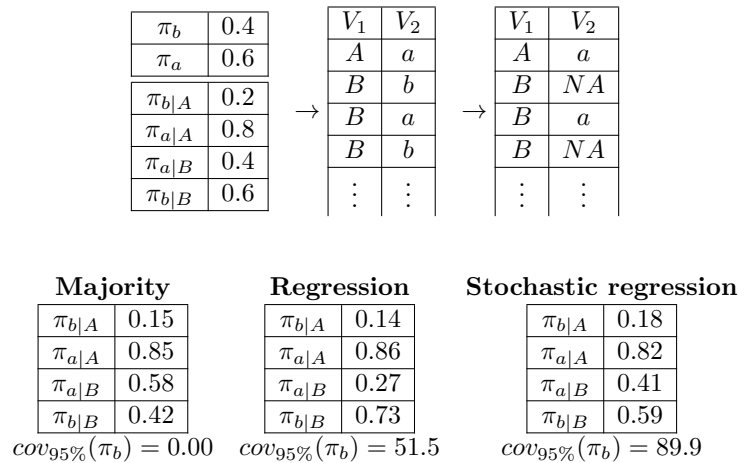 π_b 0.4
π_a 0.6
π_{b|A} 0.2
π_{a|A} 0.8
π_{a|B} 0.4
π_{b|B} 0.6
→
V_1 V_2
A a
B b
B a
B b
⋮ ⋮
→
V_1 V_2
A a
B NA
B a
B NA
⋮ ⋮
Majority
π_{b|A} 0.15
π_{a|A} 0.85
π_{a|B} 0.58
π_{b|B} 0.42
cov_{95%}(π_b) = 0.00
Regression
π_{b|A} 0.14
π_{a|A} 0.86
π_{a|B} 0.27
π_{b|B} 0.73
cov_{95%}(π_b) = 51.5
Stochastic regression
π_{b|A} 0.18
π_{a|A} 0.82
π_{a|B} 0.41
π_{b|B} 0.59
cov_{95%}(π_b) = 89.9